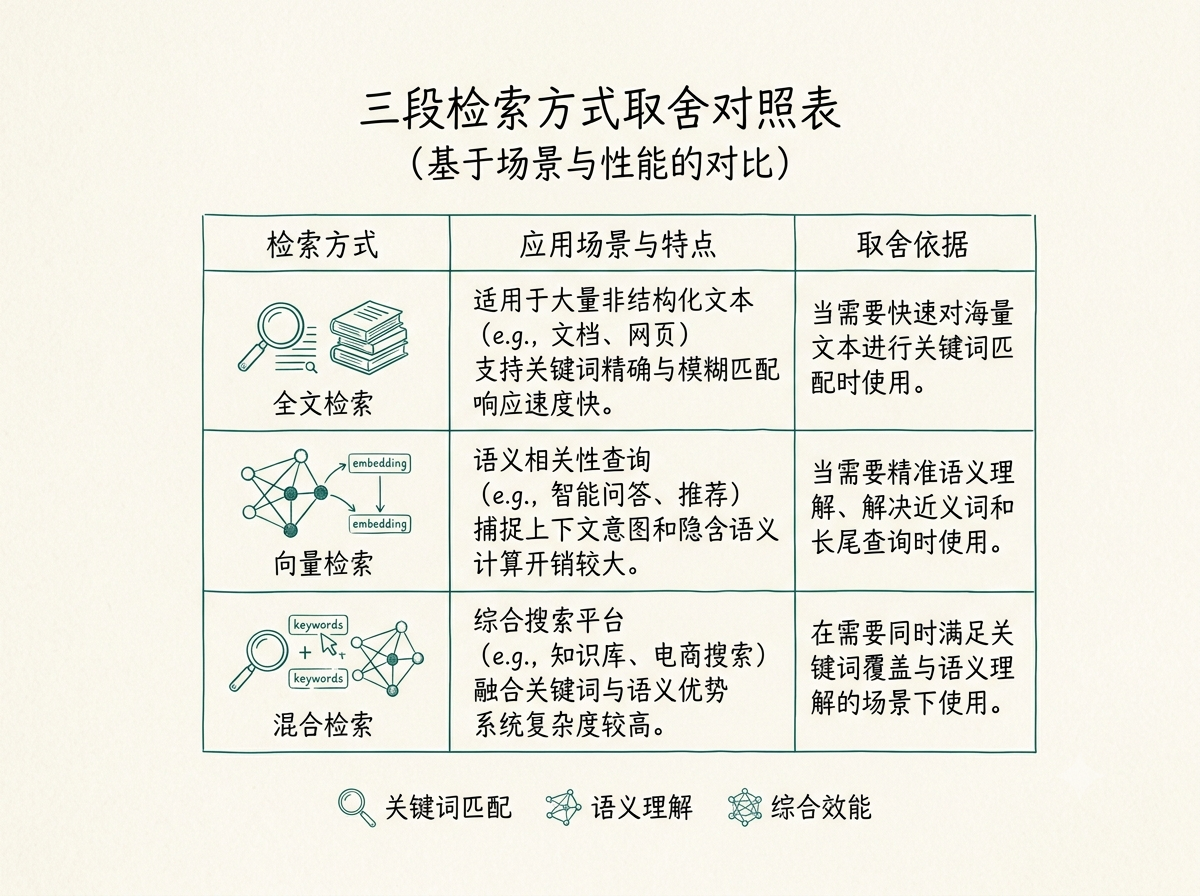 三段检索方式取舍对照表
（基于场景与性能的对比）
检索方式
应用场景与特点
取舍依据
全文检索
适用于大量非结构化文本
（e.g., 文档、网页）
支持关键词精确与模糊匹配
响应速度快。
当需要快速对海量
文本进行关键词匹
配时使用。
embedding
embedding
向量检索
语义相关性查询
（e.g., 智能问答、推荐）
捕捉上下文意图和隐含语义
计算开销较大。
当需要精准语义理
解、解决近义词和
长尾查询时使用。
keywords
+
keywords
混合检索
综合搜索平台
（e.g., 知识库、电商搜索）
融合关键词与语义优势
系统复杂度较高。
在需要同时满足关
键词覆盖与语义理
解的场景下使用。
关键词匹配
语义理解
综合效能